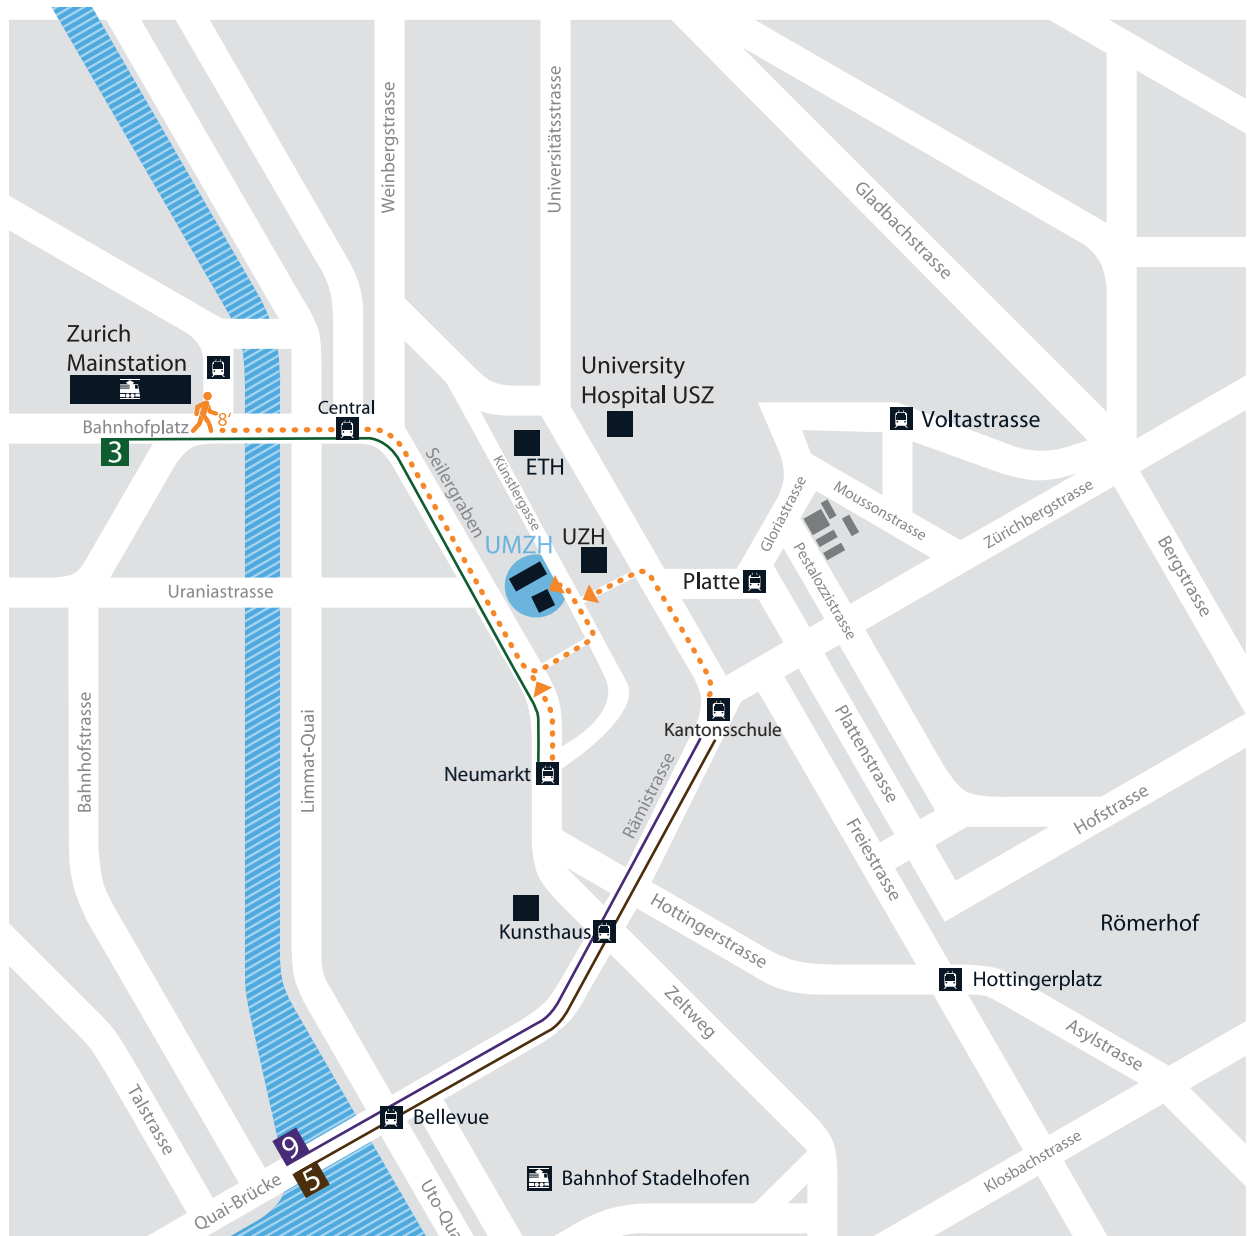 Weinbergstrasse
Universitätsstrasse
Gladbachstrasse
Zurich
Mainstation
University
Hospital USZ
Central
8'
Bahnhofplatz
3
Voltastrasse
Seilergraben
ETH
Künstlergasse
Gloriastrasse
Moussonstrasse
Zürichbergstrasse
UMZH
UZH
Bergstrasse
Pestalozzistrasse
Platte
Uraniastrasse
Bahnhofstrasse
Limmat-Quai
Kantonsschule
Plattenstrasse
Neumarkt
Rämistrasse
Freiestrasse
Hofstrasse
Kunsthaus
Hottingerstrasse
Römerhof
Hottingerplatz
Zeltweg
Asylstrasse
Talstrasse
Bellevue
9
5
Quai-Brücke
Uto-Qua
Bahnhof Stadelhofen
Klosbachstrasse